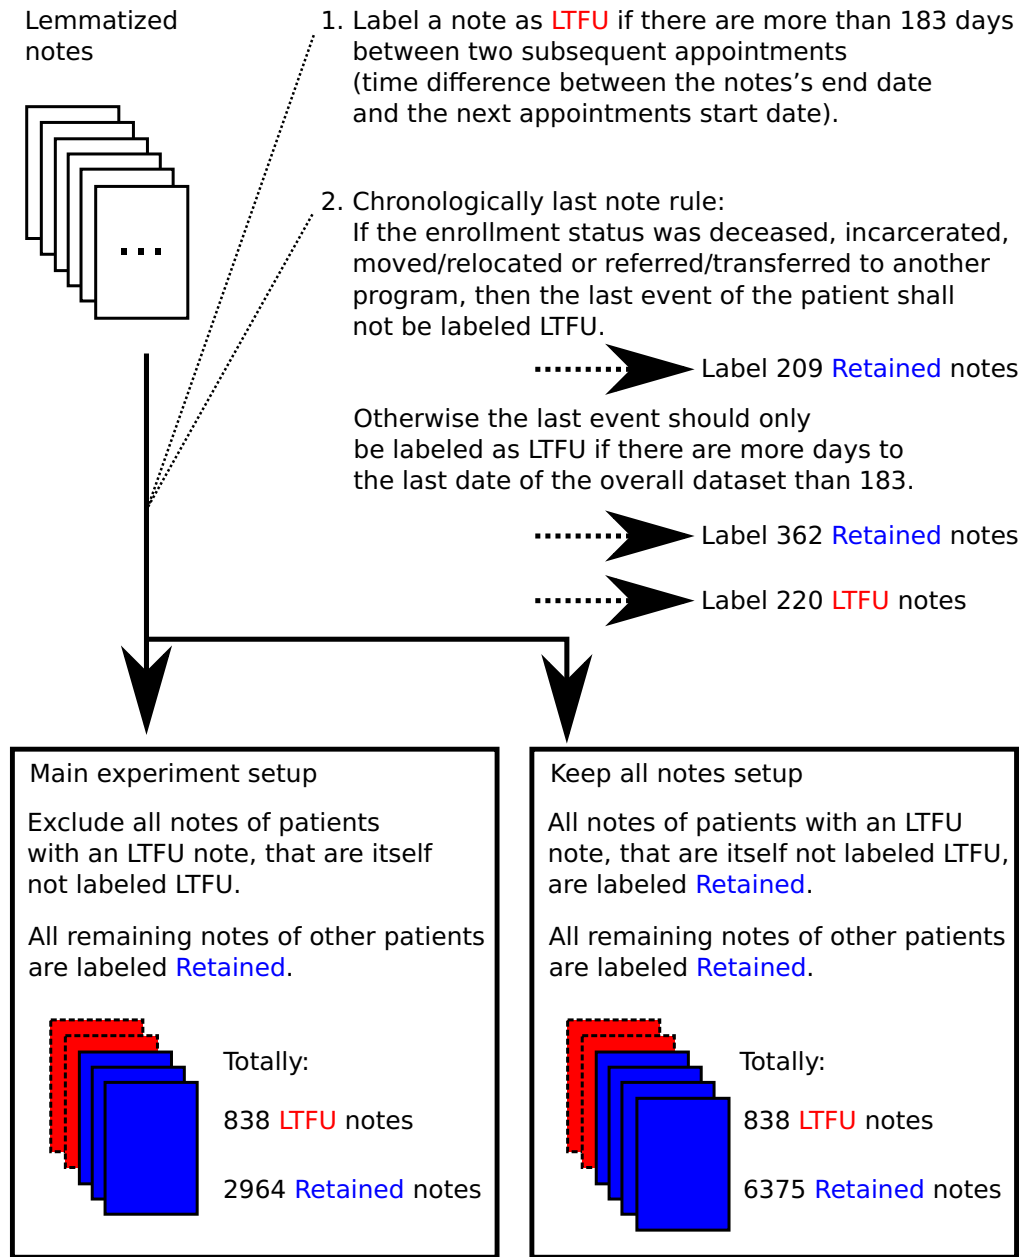 Lemmatized
notes
1. Label a note as LTFU if there are more than 183 days
between two subsequent appointments
(time difference between the notes's end date
and the next appointments start date).
2. Chronologically last note rule:
If the enrollment status was deceased, incarcerated,
moved/relocated or referred/transferred to another
program, then the last event of the patient shall
not be labeled LTFU.
Label 209 Retained notes
Otherwise the last event should only
be labeled as LTFU if there are more days to
the last date of the overall dataset than 183.
Label 362 Retained notes
Label 220 LTFU notes
Main experiment setup
Exclude all notes of patients
with an LTFU note, that are itself
not labeled LTFU.
All remaining notes of other patients
are labeled Retained.
Totally:
838 LTFU notes
2964 Retained notes
Keep all notes setup
All notes of patients with an LTFU
note, that are itself not labeled LTFU,
are labeled Retained.
All remaining notes of other patients
are labeled Retained.
Totally:
838 LTFU notes
6375 Retained notes